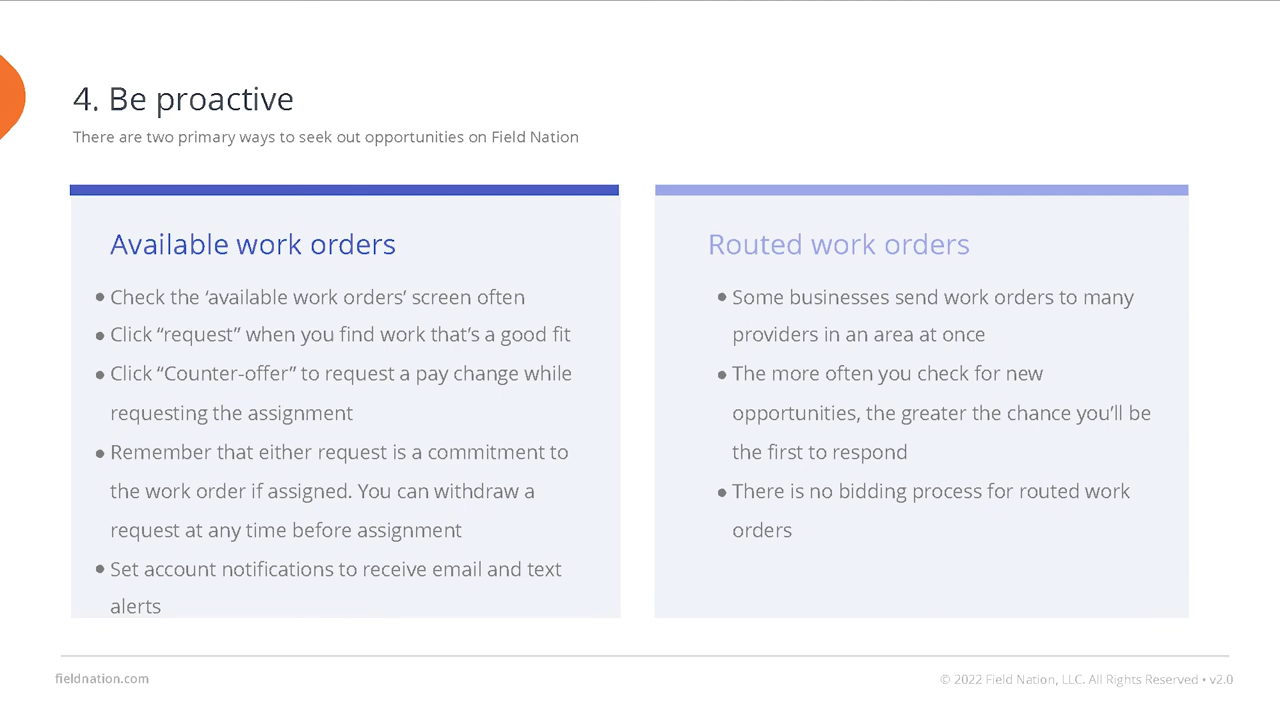 4. Be proactive
There are two primary ways to seek out opportunities on Field Nation
Available work orders
• Check the ‘available work orders’ screen often
• Click “request” when you find work that’s a good fit
• Click “Counter-offer” to request a pay change while
requesting the assignment
• Remember that either request is a commitment to
the work order if assigned. You can withdraw a
request at any time before assignment
• Set account notifications to receive email and text
alerts
Routed work orders
• Some businesses send work orders to many
providers in an area at once
• The more often you check for new
opportunities, the greater the chance you’ll be
the first to respond
• There is no bidding process for routed work
orders
fieldnation.com
© 2022 Field Nation, LLC. All Rights Reserved • v2.0